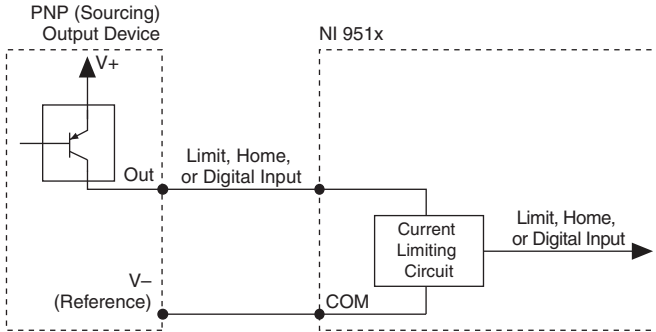 PNP (Sourcing)
Output Device
NI 951x
V+
Out
Limit, Home,
or Digital Input
Current
Limiting
Circuit
Limit, Home,
or Digital Input
V–
(Reference)
COM